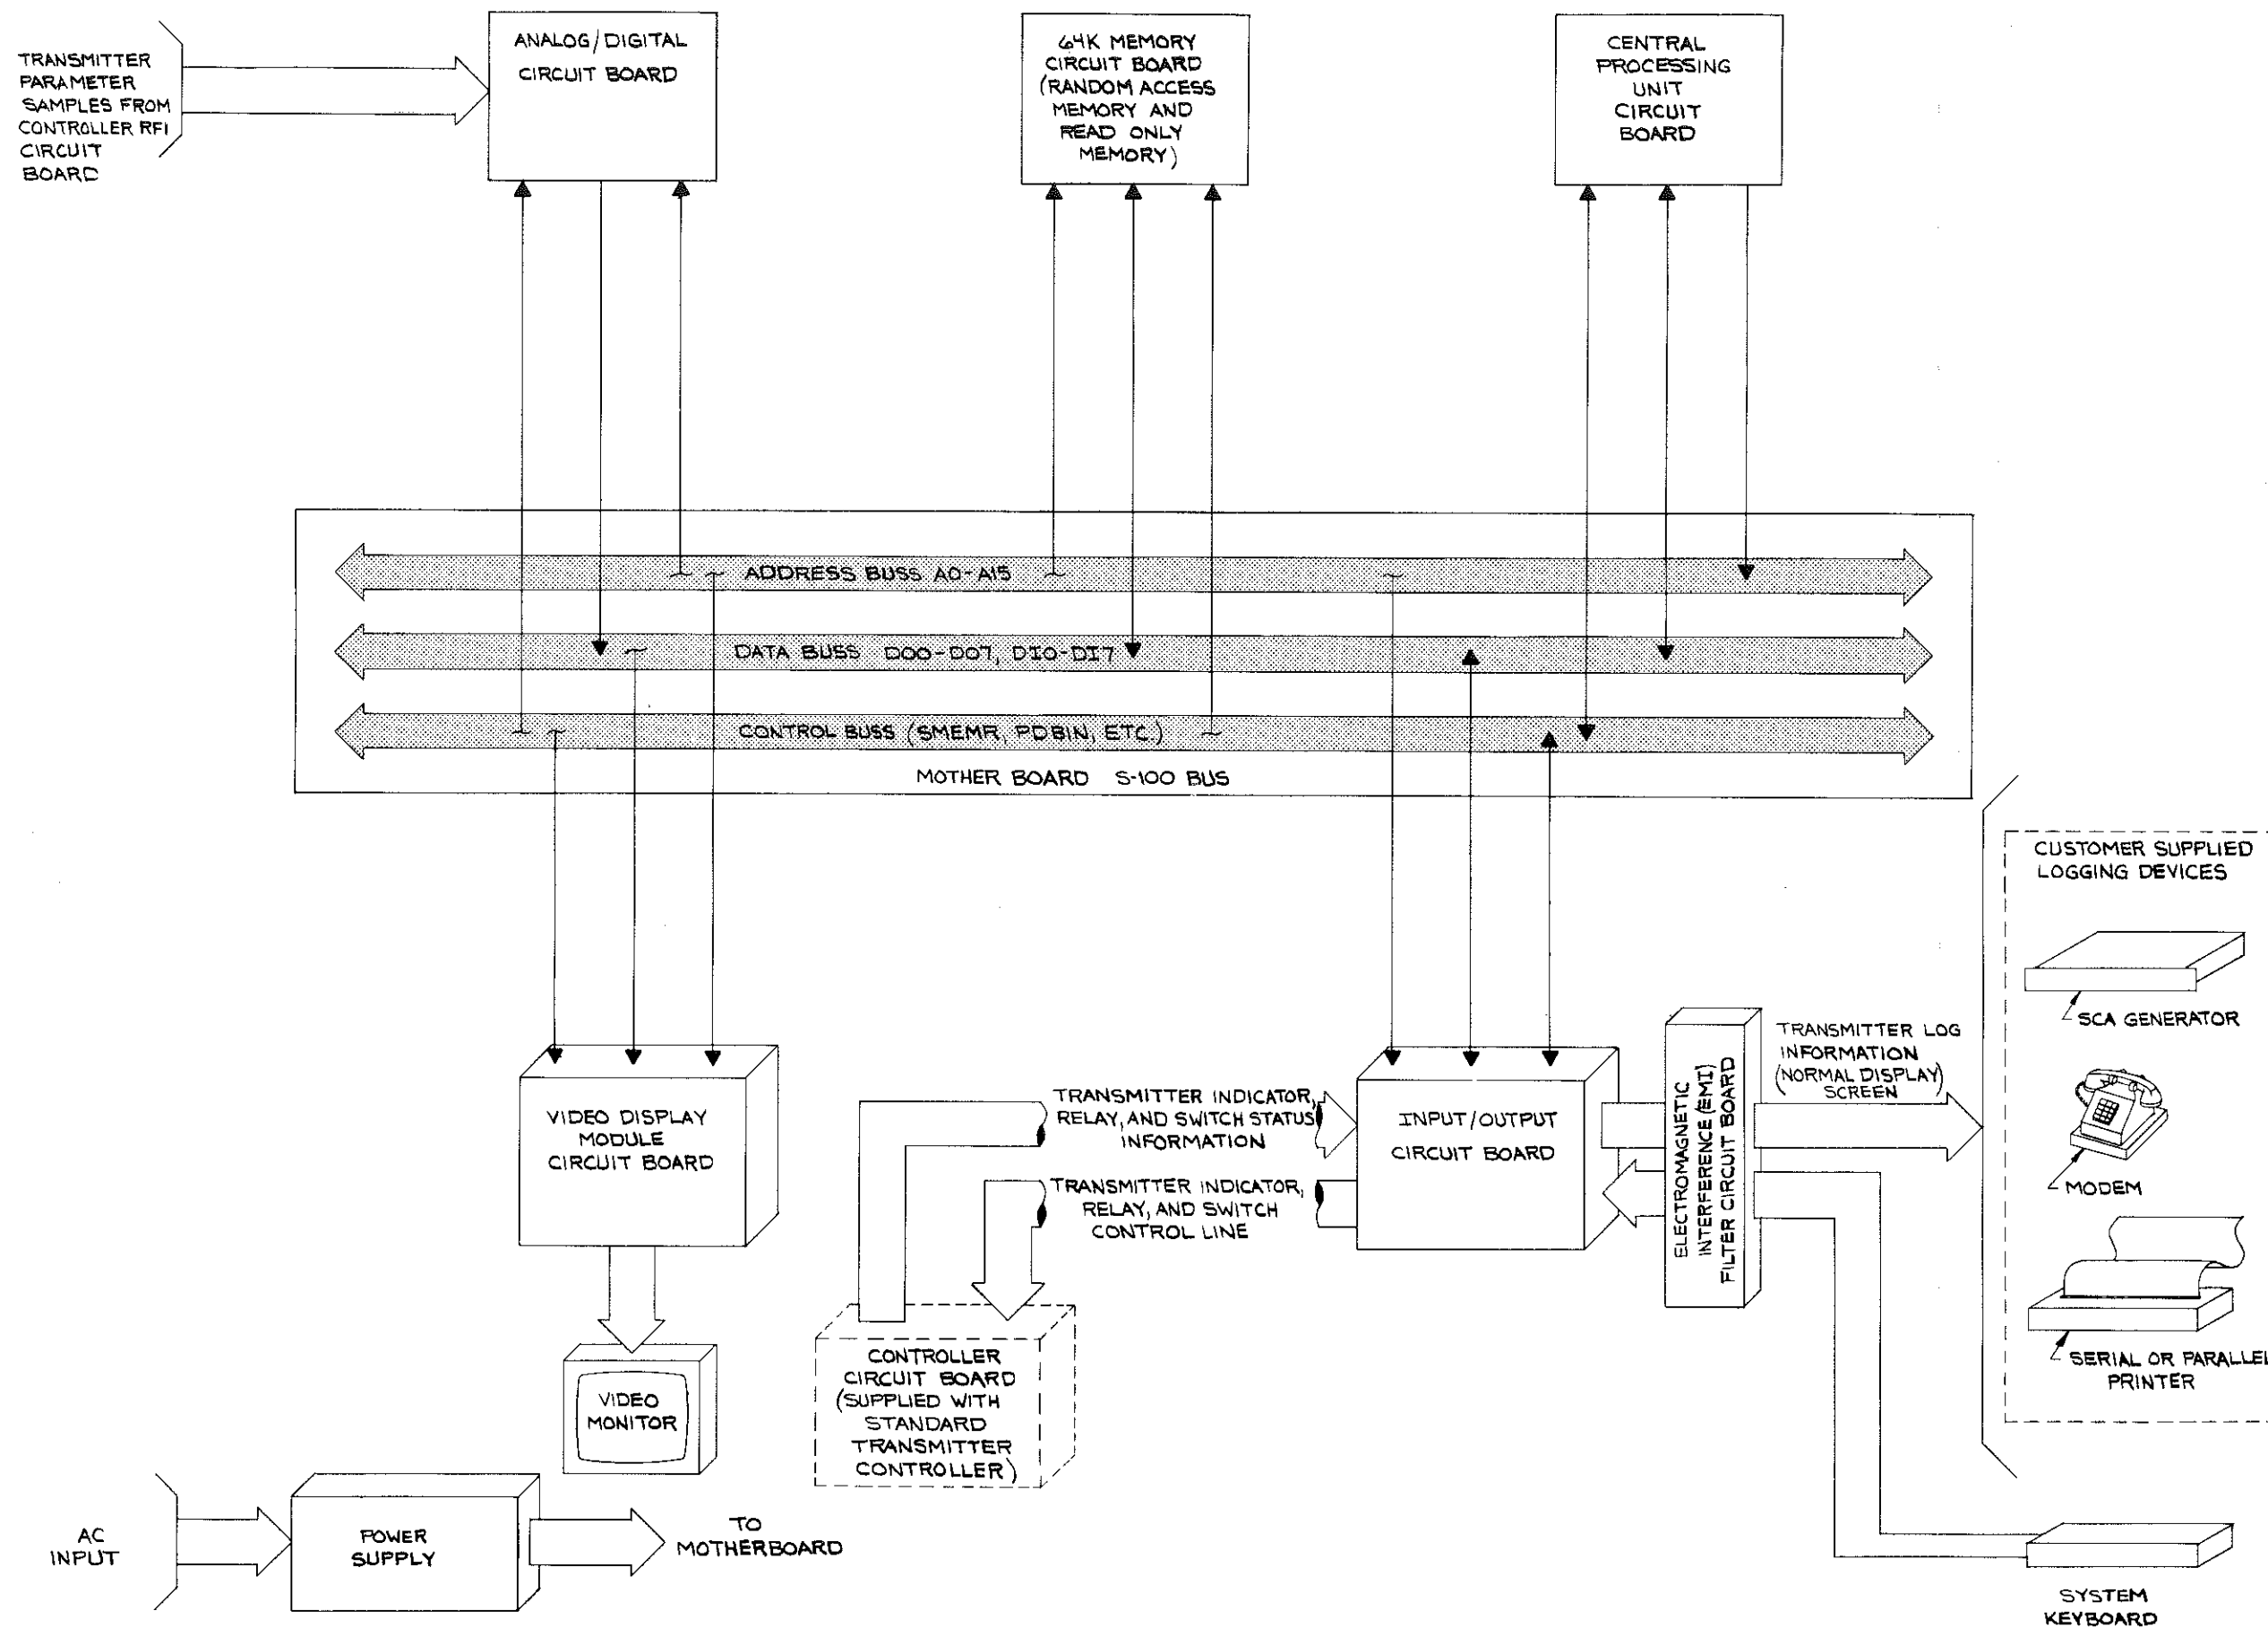 TRANSMITTER
PARAMETER
SAMPLES FROM
CONTROLLER RFI
CIRCUIT
BOARD
ANALOG/DIGITAL
CIRCUIT BOARD
64K MEMORY
CIRCUIT BOARD
(RANDOM ACCESS
MEMORY AND
READ ONLY
MEMORY)
CENTRAL
PROCESSING
UNIT
CIRCUIT
BOARD
ADDRESS BUSS A0-A15
DATA BUSS DO0-DO7, DI0-DI7
CONTROL BUSS (SMEMR, PDBIN, ETC.)
MOTHER BOARD S-100 BUS
CUSTOMER SUPPLIED
LOGGING DEVICES
SCA GENERATOR
MODEM
SERIAL OR PARALLEL
PRINTER
VIDEO DISPLAY
MODULE
CIRCUIT BOARD
VIDEO
MONITOR
TRANSMITTER INDICATOR,
RELAY, AND SWITCH STATUS
INFORMATION
TRANSMITTER INDICATOR,
RELAY, AND SWITCH
CONTROL LINE
INPUT/OUTPUT
CIRCUIT BOARD
ELECTROMAGNETIC
INTERFERENCE (EMI)
FILTER CIRCUIT BOARD
TRANSMITTER LOG
INFORMATION
(NORMAL DISPLAY)
SCREEN
CONTROLLER
CIRCUIT BOARD
(SUPPLIED WITH
STANDARD
TRANSMITTER
CONTROLLER)
AC
INPUT
POWER
SUPPLY
TO
MOTHERBOARD
SYSTEM
KEYBOARD